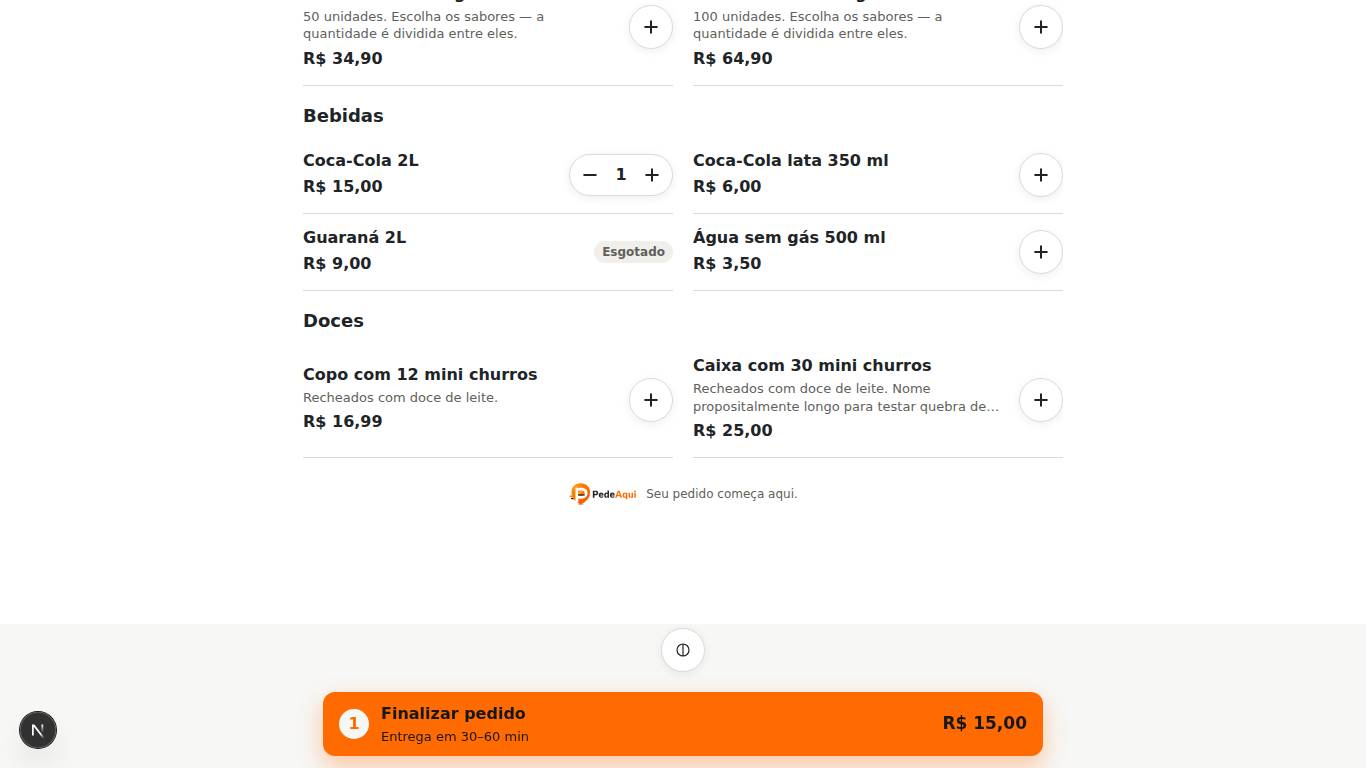 50 unidades. Escolha os sabores — a
quantidade é dividida entre eles.
R$ 34,90
100 unidades. Escolha os sabores — a
quantidade é dividida entre eles.
R$ 64,90
Bebidas
Coca-Cola 2L
R$ 15,00
1
Coca-Cola lata 350 ml
R$ 6,00
Guaraná 2L
R$ 9,00
Esgotado
Água sem gás 500 ml
R$ 3,50
Doces
Copo com 12 mini churros
Recheados com doce de leite.
R$ 16,99
Caixa com 30 mini churros
Recheados com doce de leite. Nome
propositalmente longo para testar quebra de…
R$ 25,00
PedeAqui Seu pedido começa aqui.
1
Finalizar pedido
Entrega em 30–60 min
R$ 15,00
N